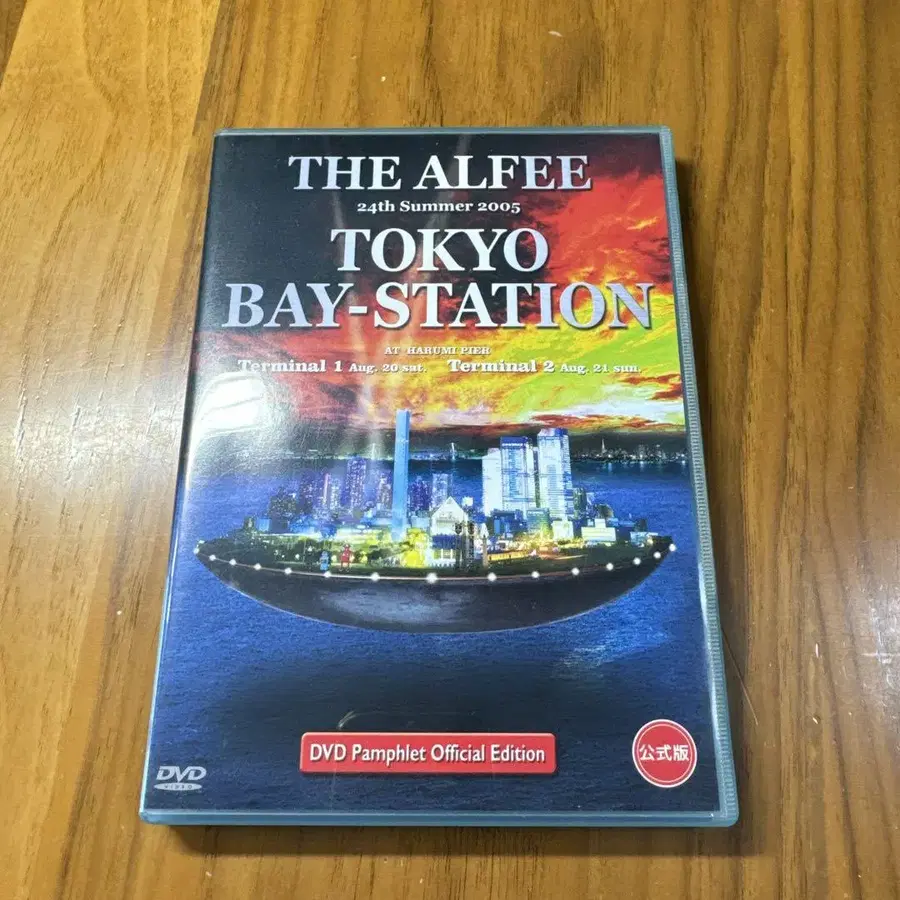 THE ALFEE
24th Summer 2005
TOKYO
BAY-STATION
AT HARUMI PIER
Terminal 1 Aug. 20 sat. Terminal 2 Aug. 21 sun.
DVD Pamphlet Official Edition
公式版
DVD
VIDEO